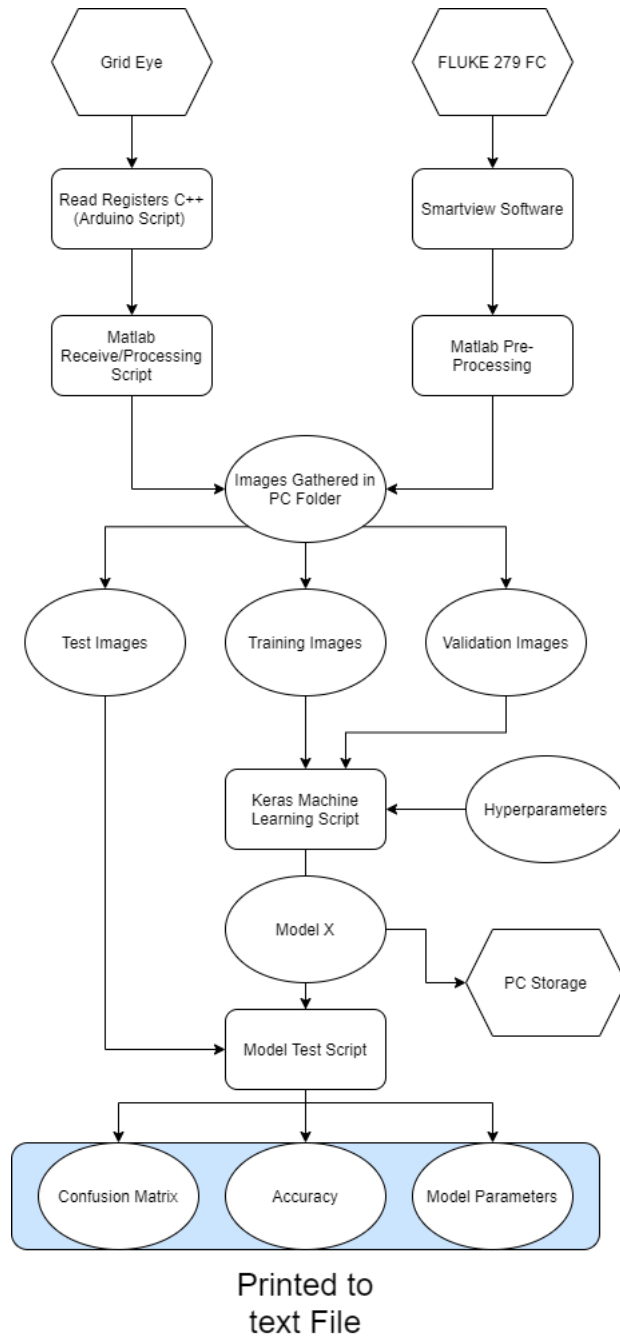 Grid Eye
FLUKE 279 FC
Read Registers C++
(Arduino Script)
Smartview Software
Matlab
Receive/Processing
Script
Matlab Pre-
Processing
Images Gathered in
PC Folder
Test Images
Training Images
Validation Images
Keras Machine
Learning Script
Hyperparameters
Model X
PC Storage
Model Test Script
Confusion Matrix
Accuracy
Model Parameters
Printed to
text File